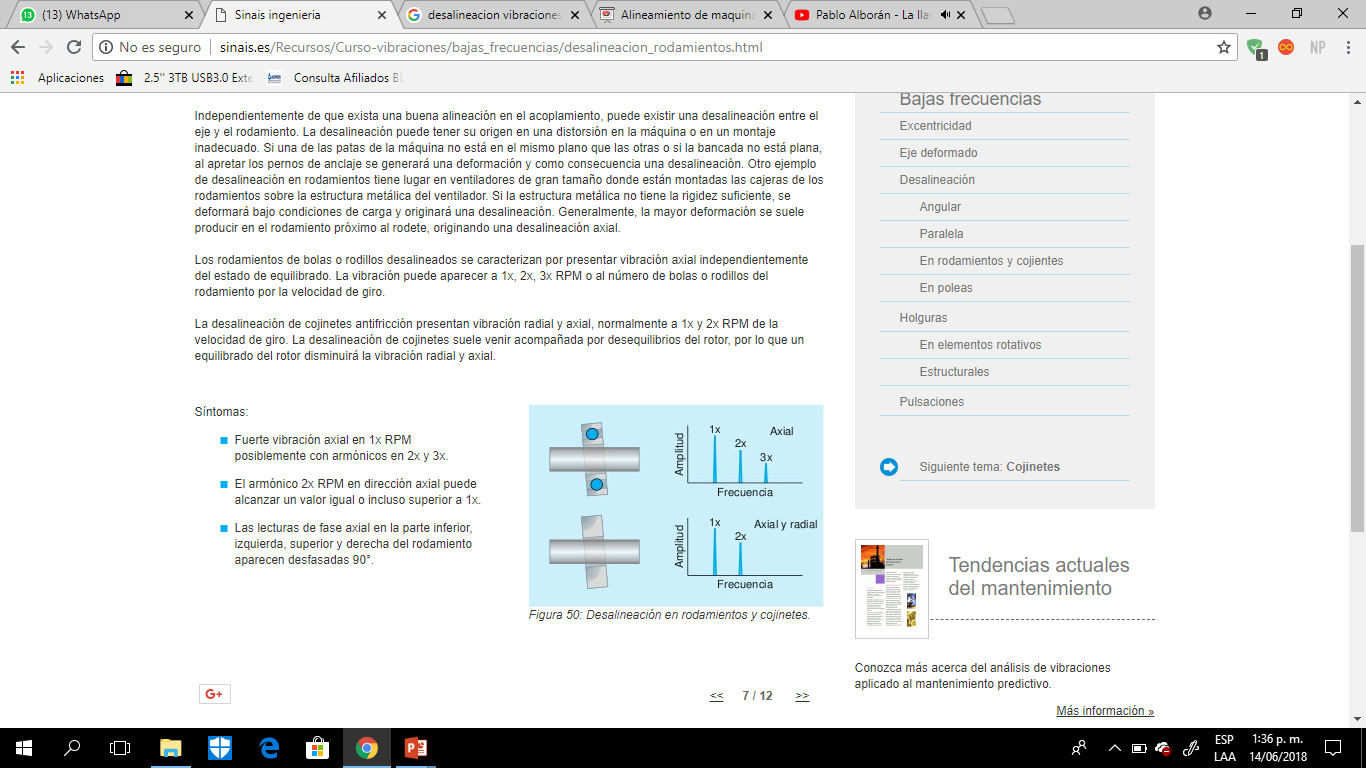 (13) WhatsApp
Sinais ingenieria
desalineacion vibraciones
Alineamiento de maquina
Pablo Alborán - La lla
No es seguro
sinais.es/Recursos/Curso-vibraciones/bajas_frecuencias/desalineacion_rodamientos.html
1
NP
Aplicaciones
2.5" 3TB USB3.0 Exte
Consulta Afiliados BD
Independientemente de que exista una buena alineación en el acoplamiento, puede existir una desalineación entre el
eje y el rodamiento. La desalineación puede tener su origen en una distorsión en la máquina o en un montaje
inadecuado. Si una de las patas de la máquina no está en el mismo plano que las otras o si la bancada no está plana,
al apretar los pernos de anclaje se generará una deformación y como consecuencia una desalineación. Otro ejemplo
de desalineación en rodamientos tiene lugar en ventiladores de gran tamaño donde están montadas las cajeras de los
rodamientos sobre la estructura metálica del ventilador. Si la estructura metálica no tiene la rigidez suficiente, se
deformará bajo condiciones de carga y originará una desalineación. Generalmente, la mayor deformación se suele
producir en el rodamiento próximo al rodete, originando una desalineación axial.
Los rodamientos de bolas o rodillos desalineados se caracterizan por presentar vibración axial independientemente
del estado de equilibrado. La vibración puede aparecer a 1x, 2x, 3x RPM o al número de bolas o rodillos del
rodamiento por la velocidad de giro.
La desalineación de cojinetes antifricción presentan vibración radial y axial, normalmente a 1x y 2x RPM de la
velocidad de giro. La desalineación de cojinetes suele venir acompañada por desequilibrios del rotor, por lo que un
equilibrado del rotor disminuirá la vibración radial y axial.
Síntomas:
Fuerte vibración axial en 1x RPM
posiblemente con armónicos en 2x y 3x.
El armónico 2x RPM en dirección axial puede
alcanzar un valor igual o incluso superior a 1x.
Las lecturas de fase axial en la parte inferior,
izquierda, superior y derecha del rodamiento
aparecen desfasadas 90°.
Amplitud
1x
2x
3x
Axial
Frecuencia
Amplitud
1x
2x
Axial y radial
Frecuencia
Figura 50: Desalineación en rodamientos y cojinetes.
G+
<<
7 / 12
>>
Bajas frecuencias
Excentricidad
Eje deformado
Desalineación
Angular
Paralela
En rodamientos y cojientes
En poleas
Holguras
En elementos rotativos
Estructurales
Pulsaciones
Siguiente tema: Cojinetes
Tendencias actuales
del mantenimiento
Conozca más acerca del análisis de vibraciones
aplicado al mantenimiento predictivo.
Más información »
ESP
LAA
1:36 p. m.
14/06/2018